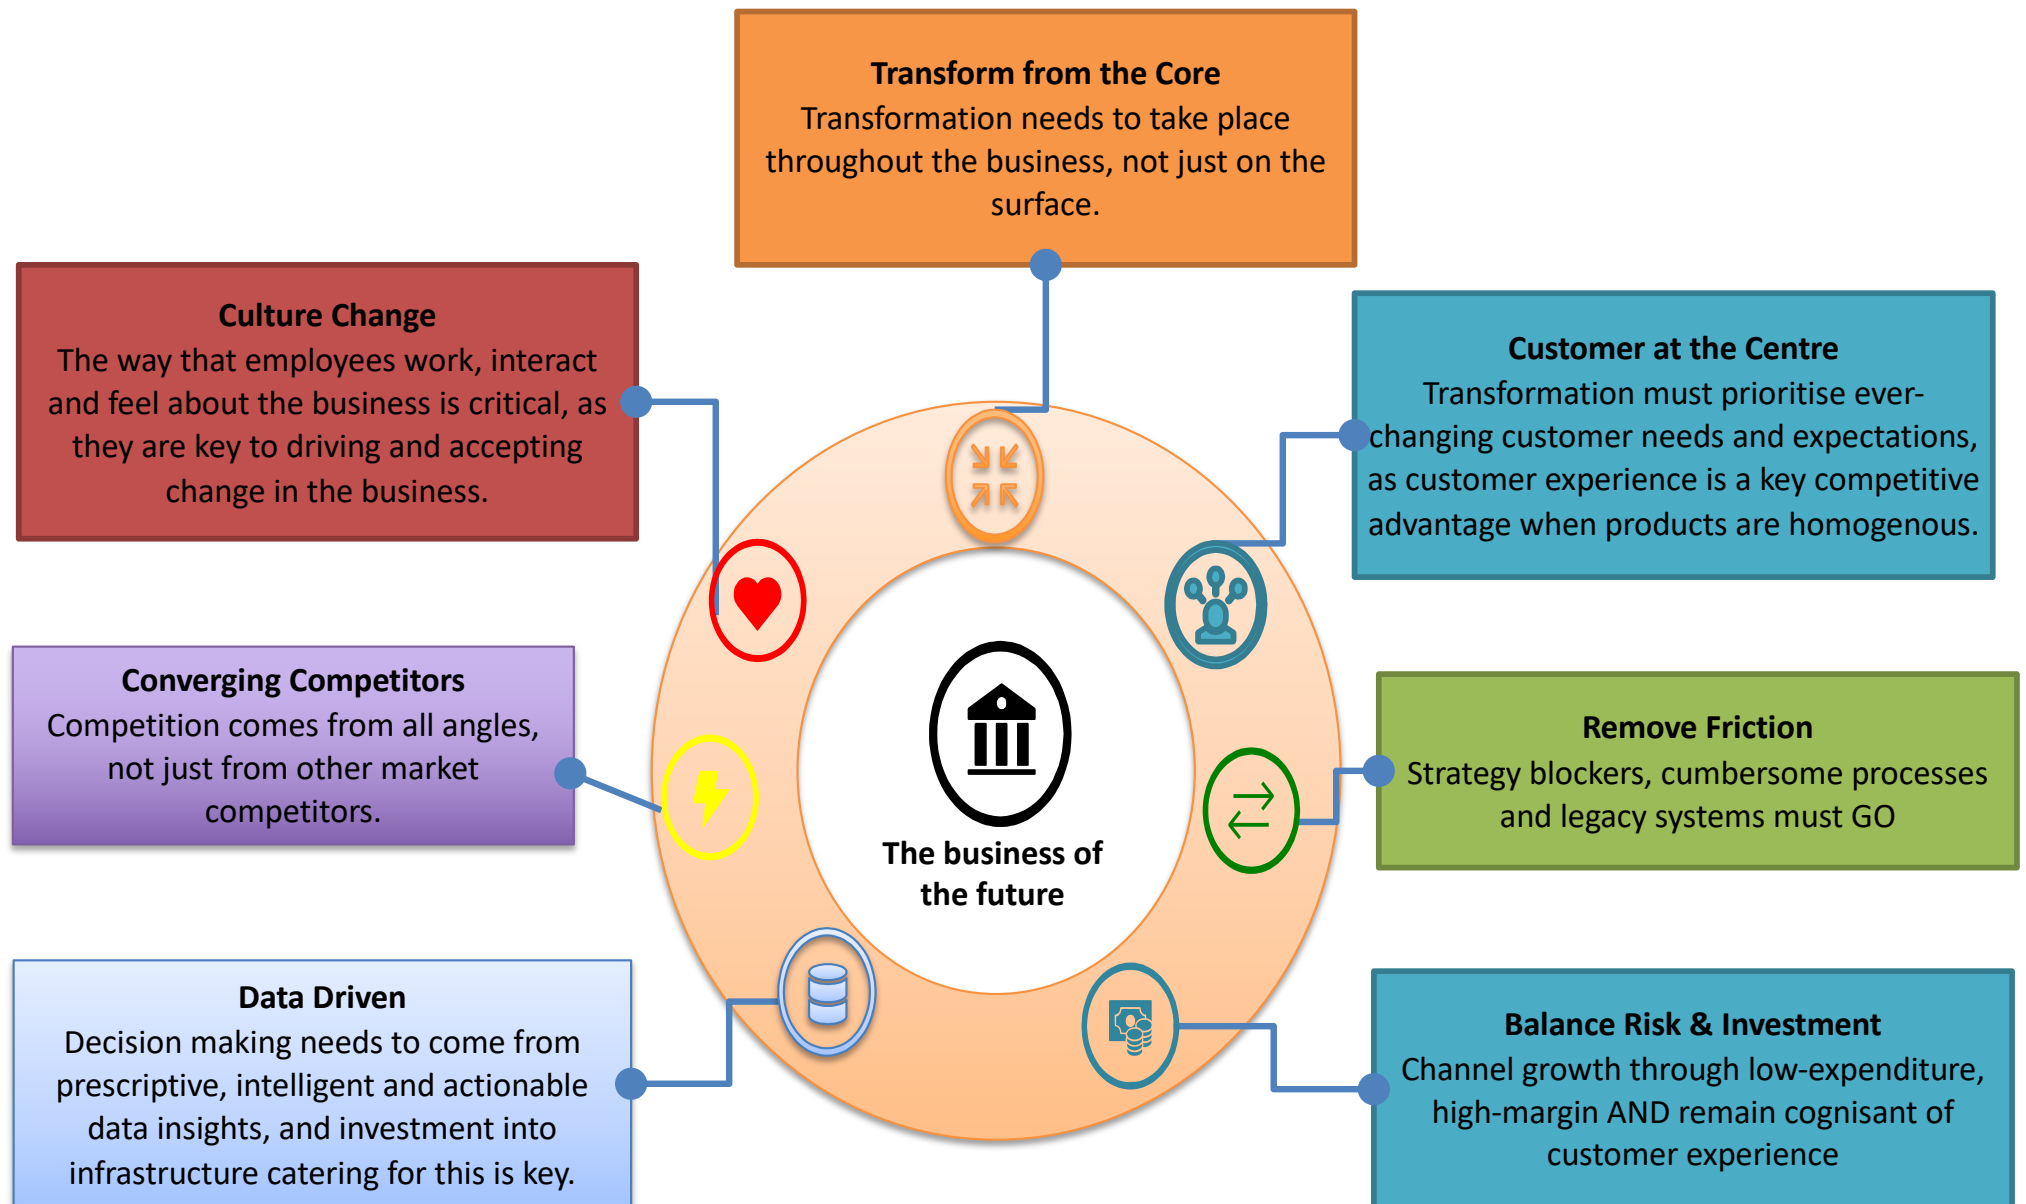 Transform from the Core
Transformation needs to take place
throughout the business, not just on the
surface.
Culture Change
The way that employees work, interact
and feel about the business is critical, as
they are key to driving and accepting
change in the business.
Customer at the Centre
Transformation must prioritise ever-
changing customer needs and expectations,
as customer experience is a key competitive
advantage when products are homogenous.
Converging Competitors
Competition comes from all angles,
not just from other market
competitors.
Remove Friction
Strategy blockers, cumbersome processes
and legacy systems must GO
The business of
the future
Data Driven
Decision making needs to come from
prescriptive, intelligent and actionable
data insights, and investment into
infrastructure catering for this is key.
Balance Risk & Investment
Channel growth through low-expenditure,
high-margin AND remain cognisant of
customer experience